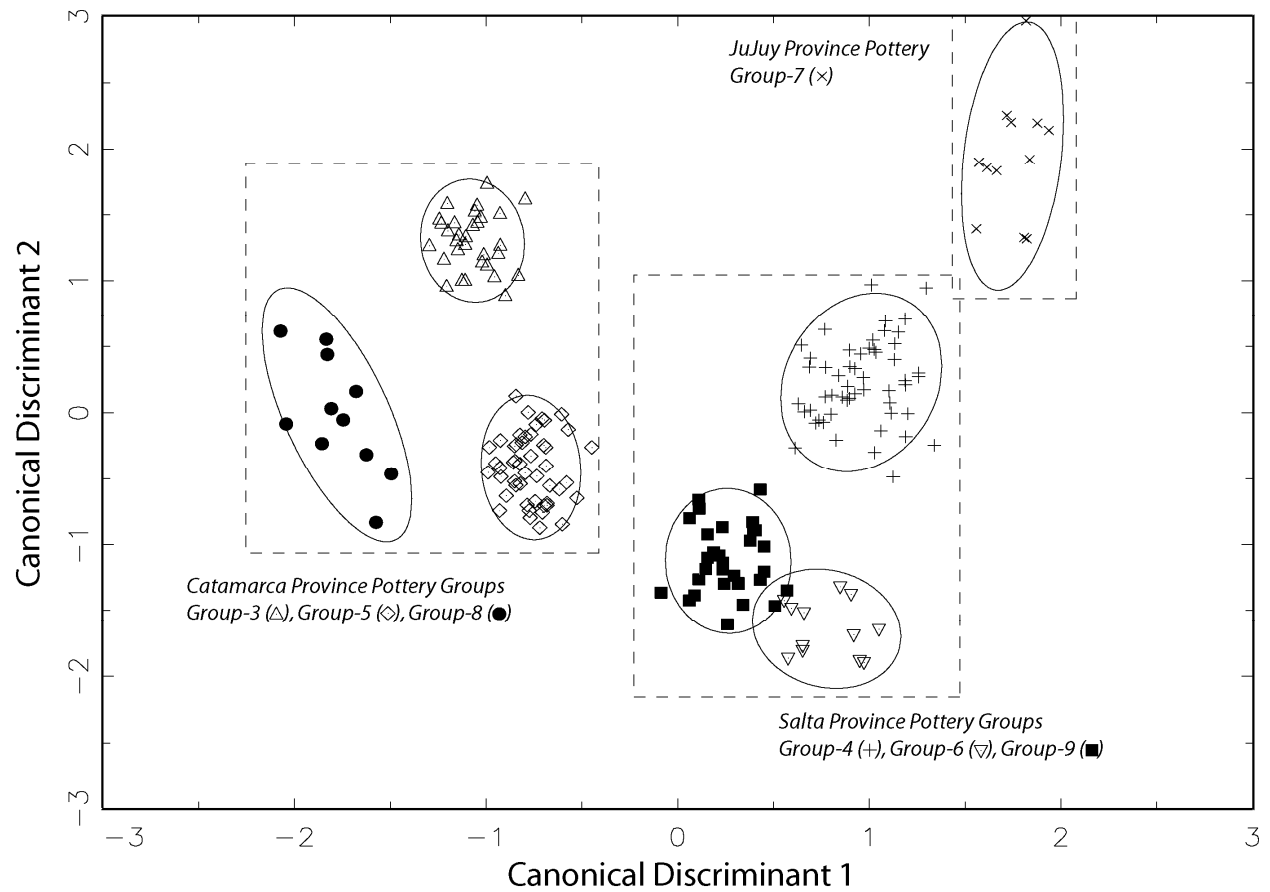 JuJuy Province Pottery
Group-7 (×)
Catamarca Province Pottery Groups
Group-3 (△), Group-5 (◇), Group-8 (●)
Salta Province Pottery Groups
Group-4 (+), Group-6 (▽), Group-9 (■)
Canonical Discriminant 2
3
2
1
0
−1
−2
−3
−3
−2
−1
0
1
2
3
Canonical Discriminant 1